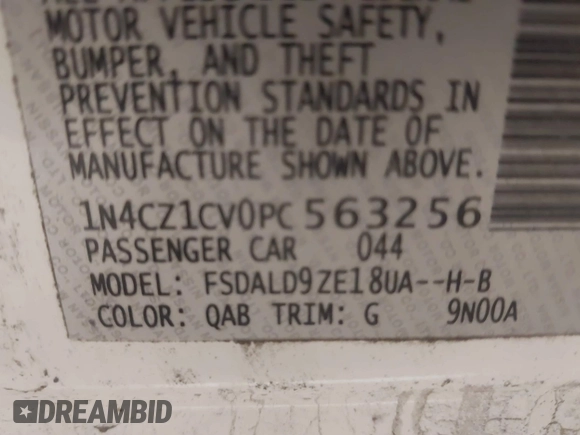 MOTOR VEHICLE SAFETY,
BUMPER, AND THEFT
PREVENTION STANDARDS IN
EFFECT ON THE DATE OF
MANUFACTURE SHOWN ABOVE.
1N4CZ1CV0PC563256
PASSENGER CAR 044
MODEL: FSDALD9ZE18UA--H-B
COLOR: QAB TRIM: G 9N00A
DREAMBID